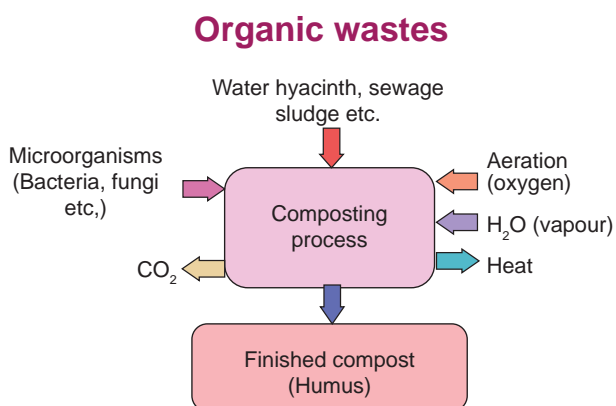 Organic wastes
Water hyacinth, sewage
sludge etc.
Microorganisms
(Bacteria, fungi
etc,)
Aeration
(oxygen)
Composting
process
H₂O (vapour)
CO₂
Heat
Finished compost
(Humus)